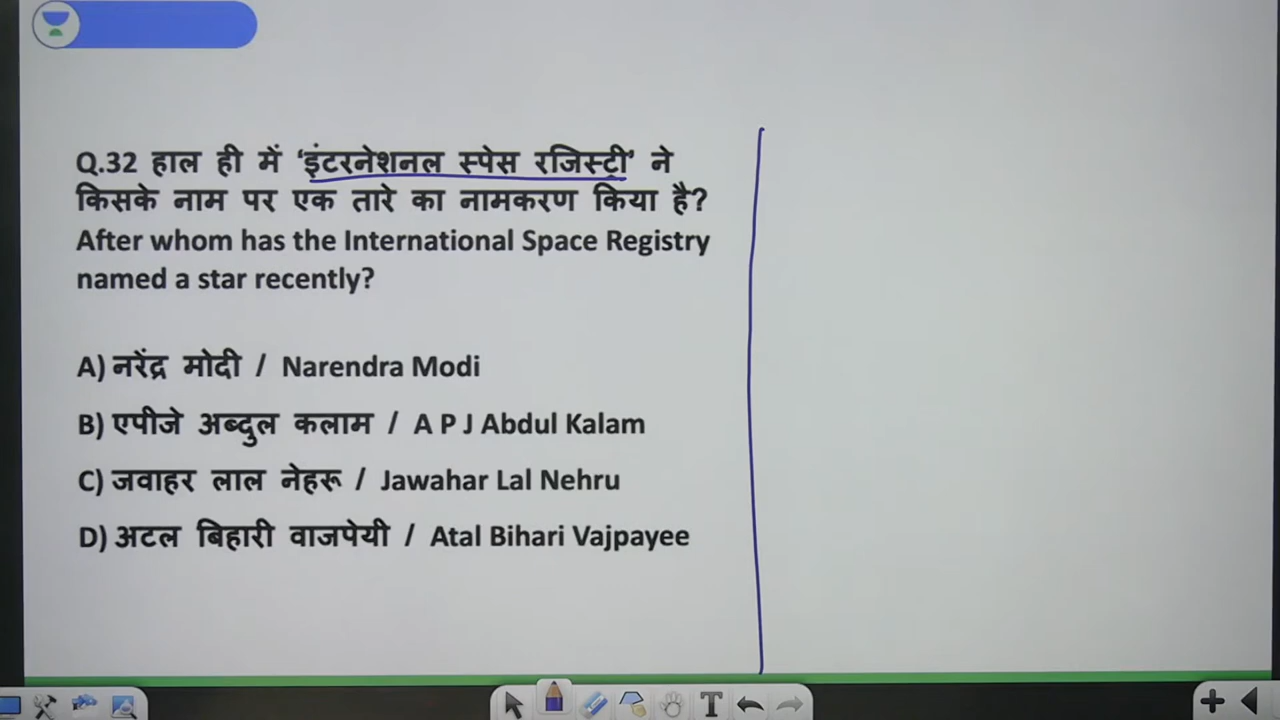 Q.32 हाल ही में ‘इंटरनेशनल स्पेस रजिस्ट्री’ ने
किसके नाम पर एक तारे का नामकरण किया है?
After whom has the International Space Registry
named a star recently?
A) नरेंद्र मोदी / Narendra Modi
B) एपीजे अब्दुल कलाम / A P J Abdul Kalam
C) जवाहर लाल नेहरू / Jawahar Lal Nehru
D) अटल बिहारी वाजपेयी / Atal Bihari Vajpayee